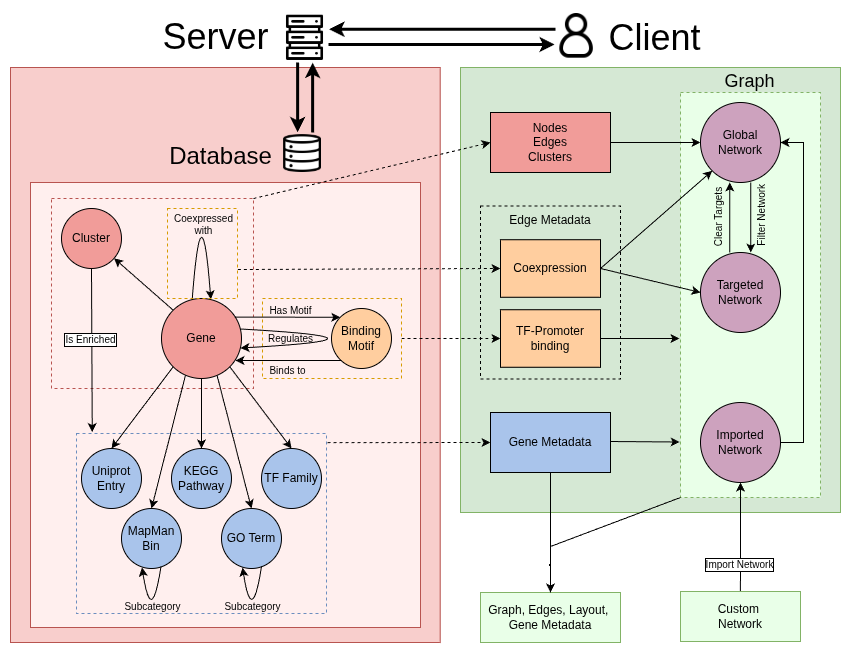 Server
Client
Graph
Database
Nodes
Edges
Clusters
Global
Network
Coexpressed
with
Cluster
Edge Metadata
Clear Targets
Filter Network
Coexpression
Targeted
Network
Has Motif
Is Enriched
Gene
Regulates
Binding
Motif
TF-Promoter
binding
Binds to
Gene Metadata
Imported
Network
Uniprot
Entry
KEGG
Pathway
TF Family
MapMan
Bin
GO Term
Subcategory
Subcategory
Import Network
Graph, Edges, Layout,
Gene Metadata
Custom
Network